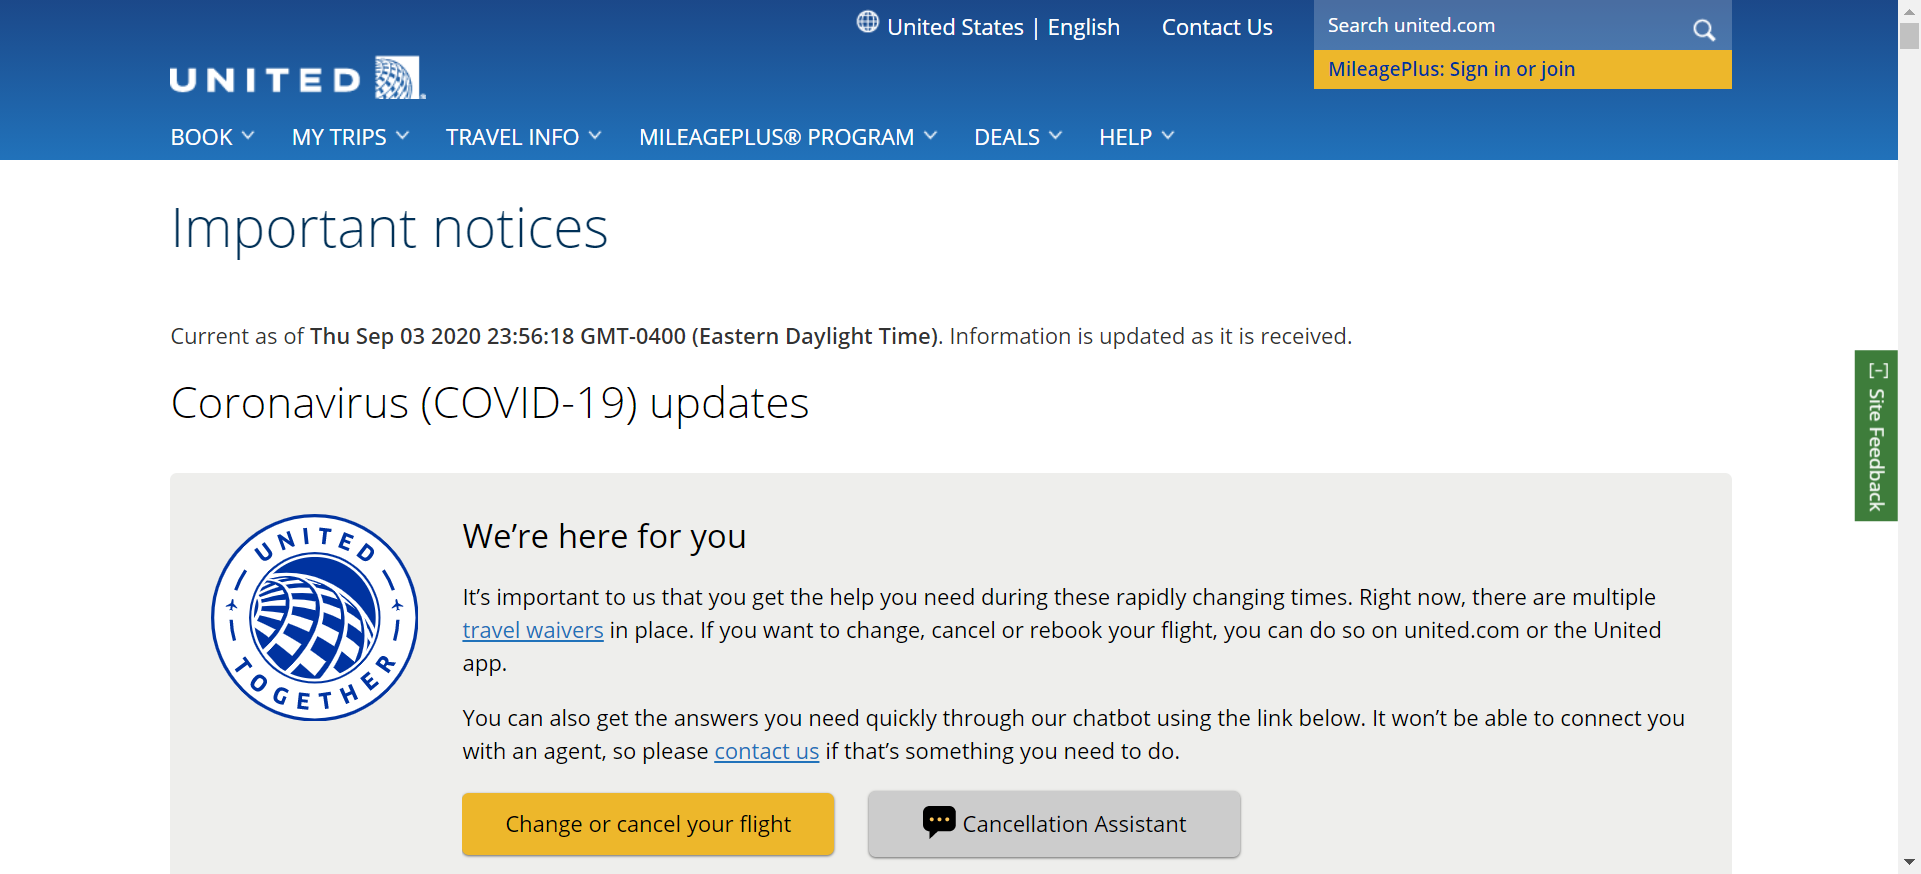 United States | English
Contact Us
Search united.com
MileagePlus: Sign in or join
UNITED
BOOK
MY TRIPS
TRAVEL INFO
MILEAGEPLUS® PROGRAM
DEALS
HELP
Important notices
Current as of Thu Sep 03 2020 23:56:18 GMT-0400 (Eastern Daylight Time). Information is updated as it is received.
Coronavirus (COVID-19) updates
[-] Site Feedback
UNITED
TOGETHER
We’re here for you
It’s important to us that you get the help you need during these rapidly changing times. Right now, there are multiple
travel waivers in place. If you want to change, cancel or rebook your flight, you can do so on united.com or the United
app.
You can also get the answers you need quickly through our chatbot using the link below. It won’t be able to connect you
with an agent, so please contact us if that’s something you need to do.
Change or cancel your flight
Cancellation Assistant